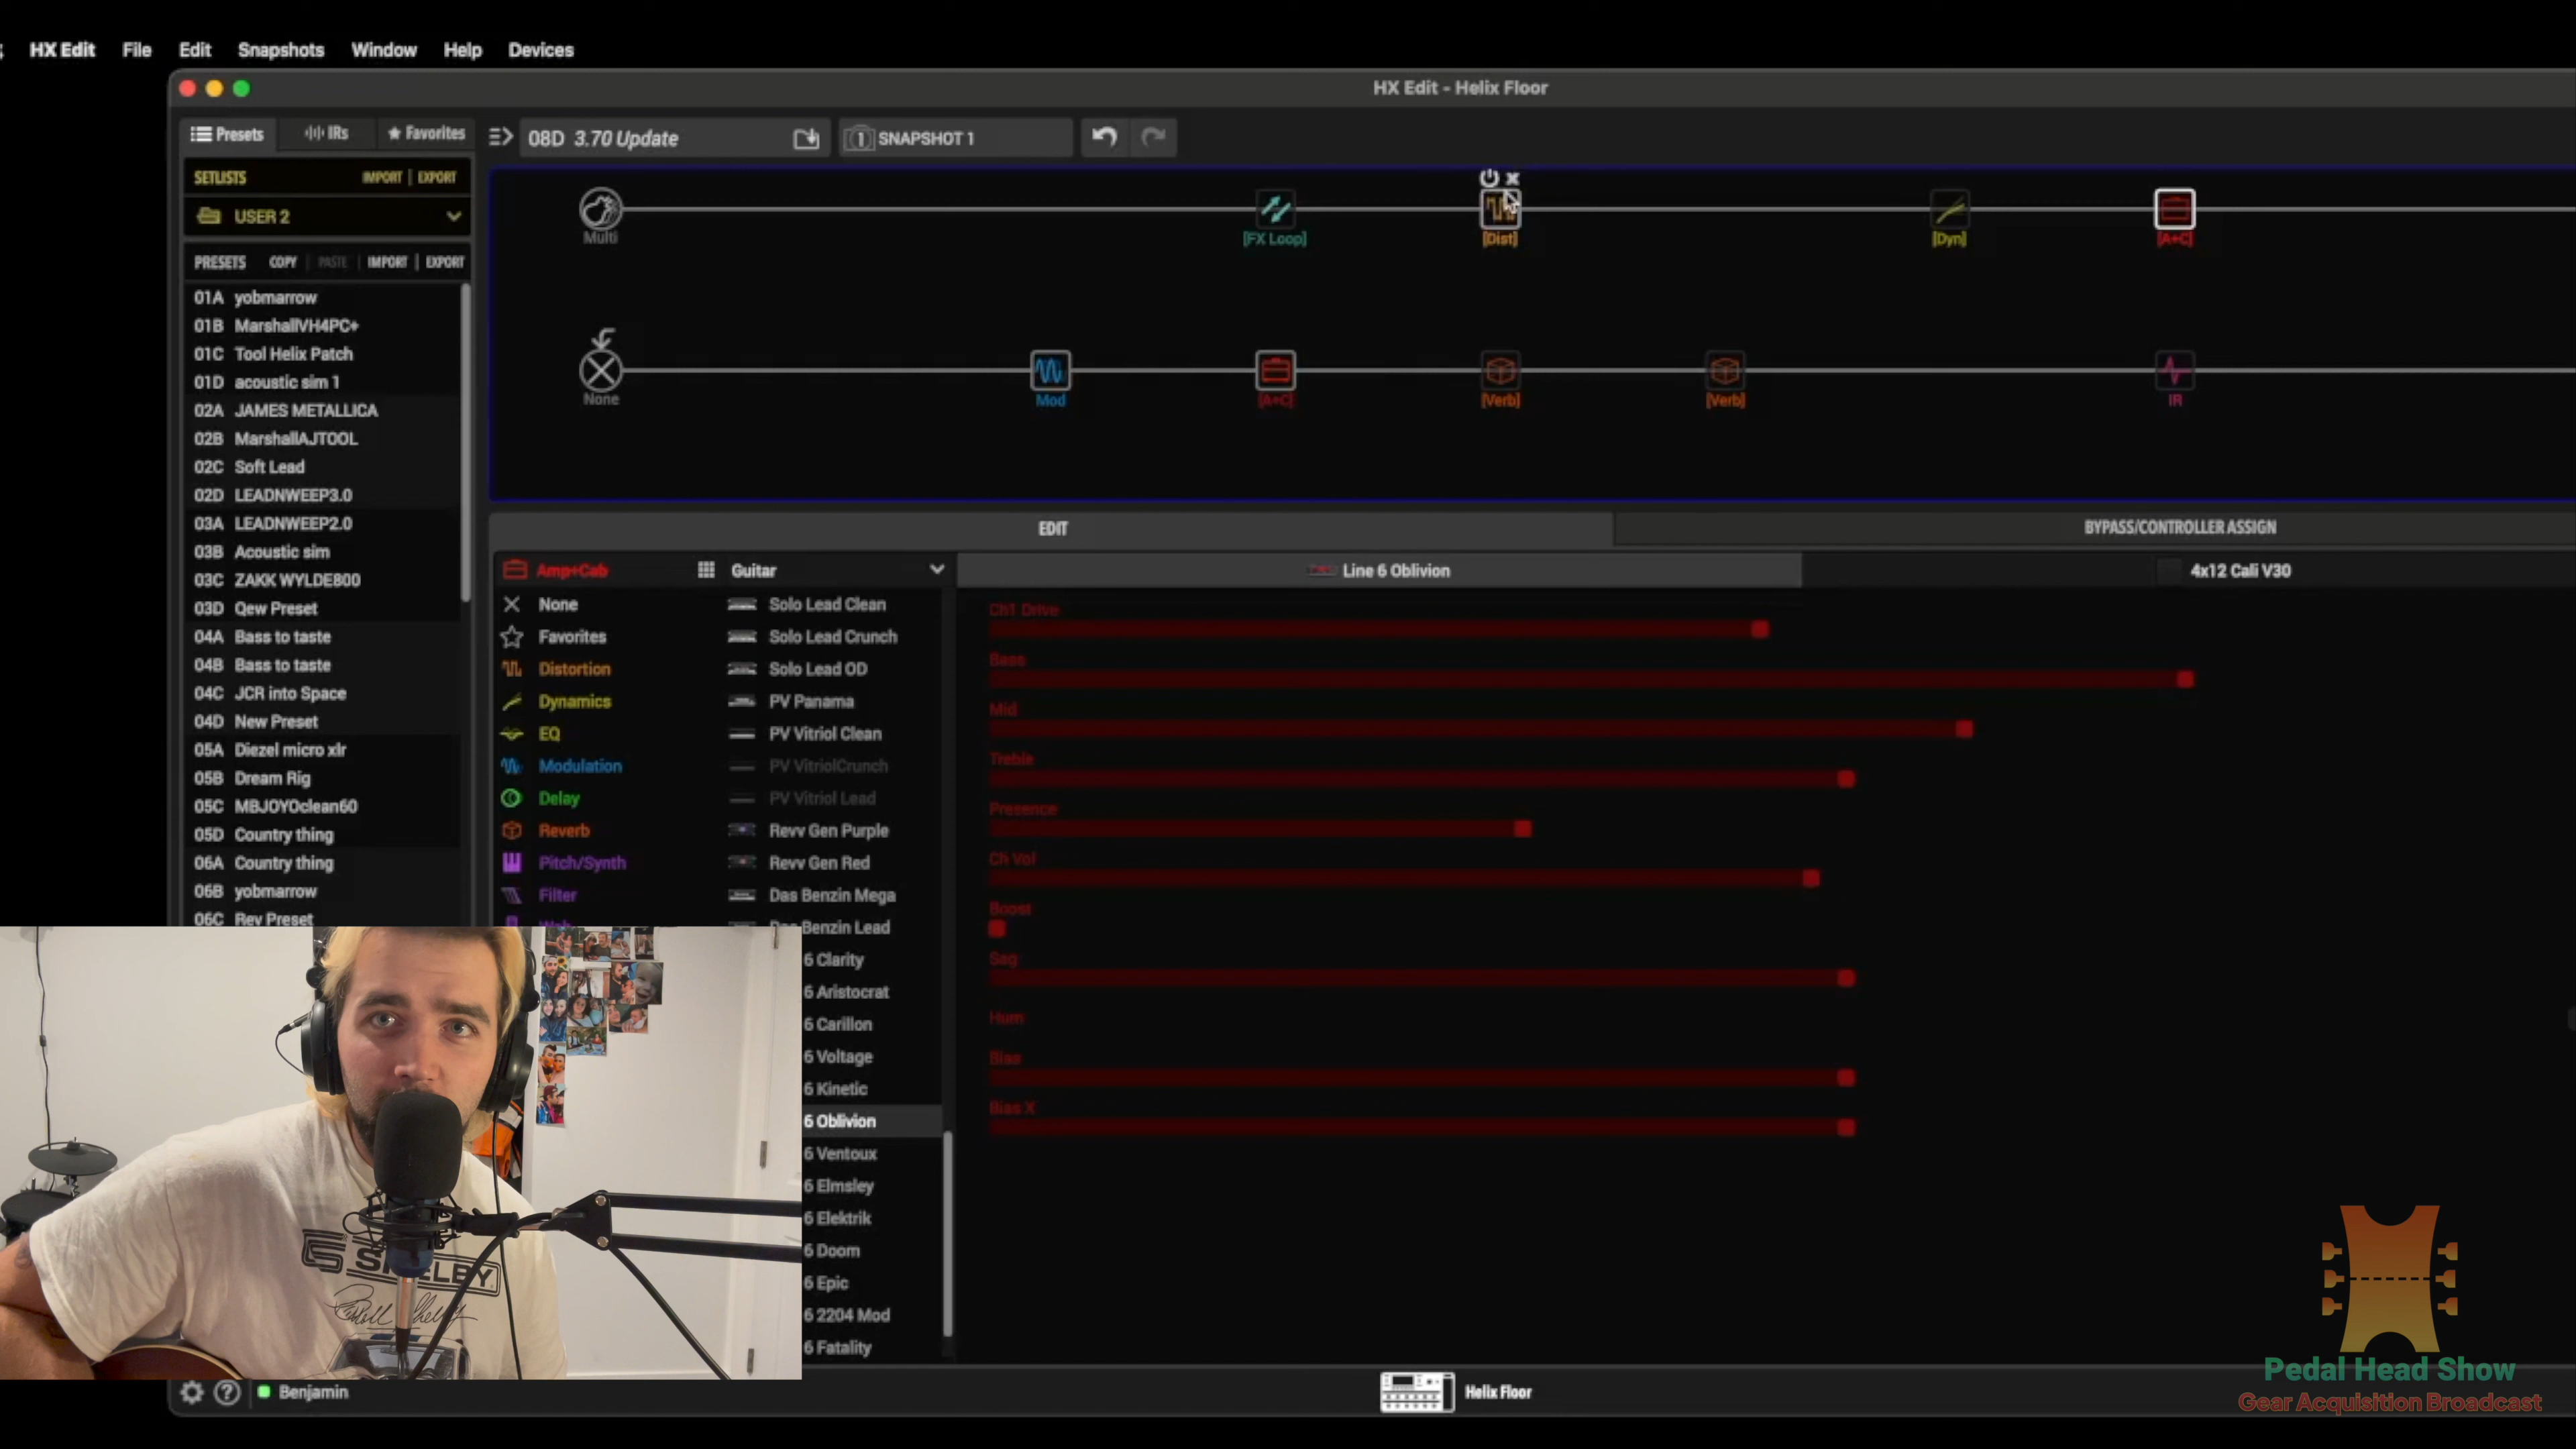 HX Edit File Edit Snapshots Window Help Devices
HX Edit - Helix Floor
Presets IRs Favorites
08D 3.70 Update
1 SNAPSHOT 1
SETLISTS IMPORT | EXPORT
USER 2
PRESETS COPY | PASTE | IMPORT | EXPORT
01A yobmarrow
01B MarshallVH4PC+
01C Tool Helix Patch
01D acoustic sim 1
02A JAMES METALLICA
02B MarshallAJTOOL
02C Soft Lead
02D LEADNWEEP3.0
03A LEADNWEEP2.0
03B Acoustic sim
03C ZAKK WYLDE800
03D Qew Preset
04A Bass to taste
04B Bass to taste
04C JCR into Space
04D New Preset
05A Diezel micro xlr
05B Dream Rig
05C MBJOYOclean60
05D Country thing
06A Country thing
06B yobmarrow
06C Rev Preset
Multi
[FX Loop]
[Dist]
[Dyn]
[A+C]
None
Mod
[A+C]
[Verb]
[Verb]
IR
EDIT
BYPASS/CONTROLLER ASSIGN
Amp+Cab
Guitar
Line 6 Oblivion
4x12 Cali V30
None
Favorites
Distortion
Dynamics
EQ
Modulation
Delay
Reverb
Pitch/Synth
Filter
Solo Lead Clean
Solo Lead Crunch
Solo Lead OD
PV Panama
PV Vitriol Clean
PV VitriolCrunch
PV Vitriol Lead
Revv Gen Purple
Revv Gen Red
Das Benzin Mega
Das Benzin Lead
6 Clarity
6 Aristocrat
6 Carillon
6 Voltage
6 Kinetic
6 Oblivion
6 Ventoux
6 Elmsley
6 Elektrik
6 Doom
6 Epic
6 2204 Mod
6 Fatality
Ch1 Drive
Bass
Mid
Treble
Presence
Ch Vol
Boost
Sag
Hum
Bias
Bias X
SHELBY
Carroll Shelby
Benjamin
Helix Floor
Pedal Head Show
Gear Acquisition Broadcast